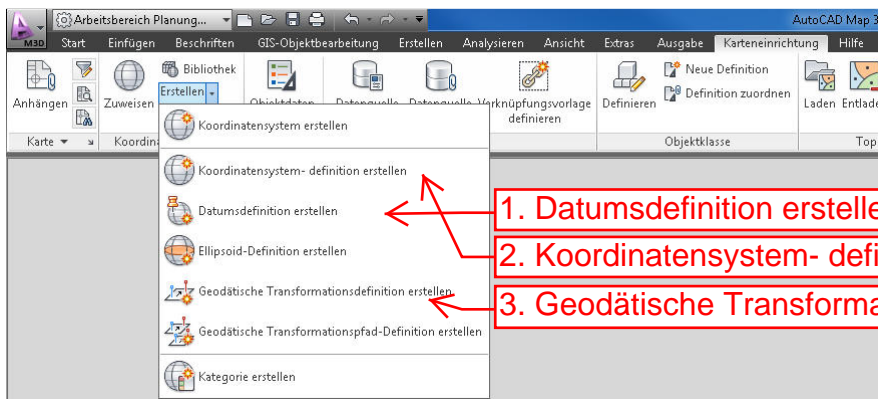 Arbeitsbereich Planung...
AutoCAD Map 3
M3D Start Einfügen Beschriften GIS-Objektbearbeitung Erstellen Analysieren Ansicht Extras Ausgabe Karteneinrichtung Hilfe
Bibliothek
Erstellen
Neue Definition
Definition zuordnen
Anhängen Zuweisen Objektdaten Datenquelle Datenquelle Verknüpfungsvorlage definieren Definieren Laden Entlade
Karte Koordin Objektklasse Top
Koordinatensystem erstellen
Koordinatensystem- definition erstellen
Datumsdefinition erstellen
Ellipsoid-Definition erstellen
Geodätische Transformationsdefinition erstellen
Geodätische Transformationspfad-Definition erstellen
Kategorie erstellen
1. Datumsdefinition erstelle
2. Koordinatensystem- defi
3. Geodätische Transforma